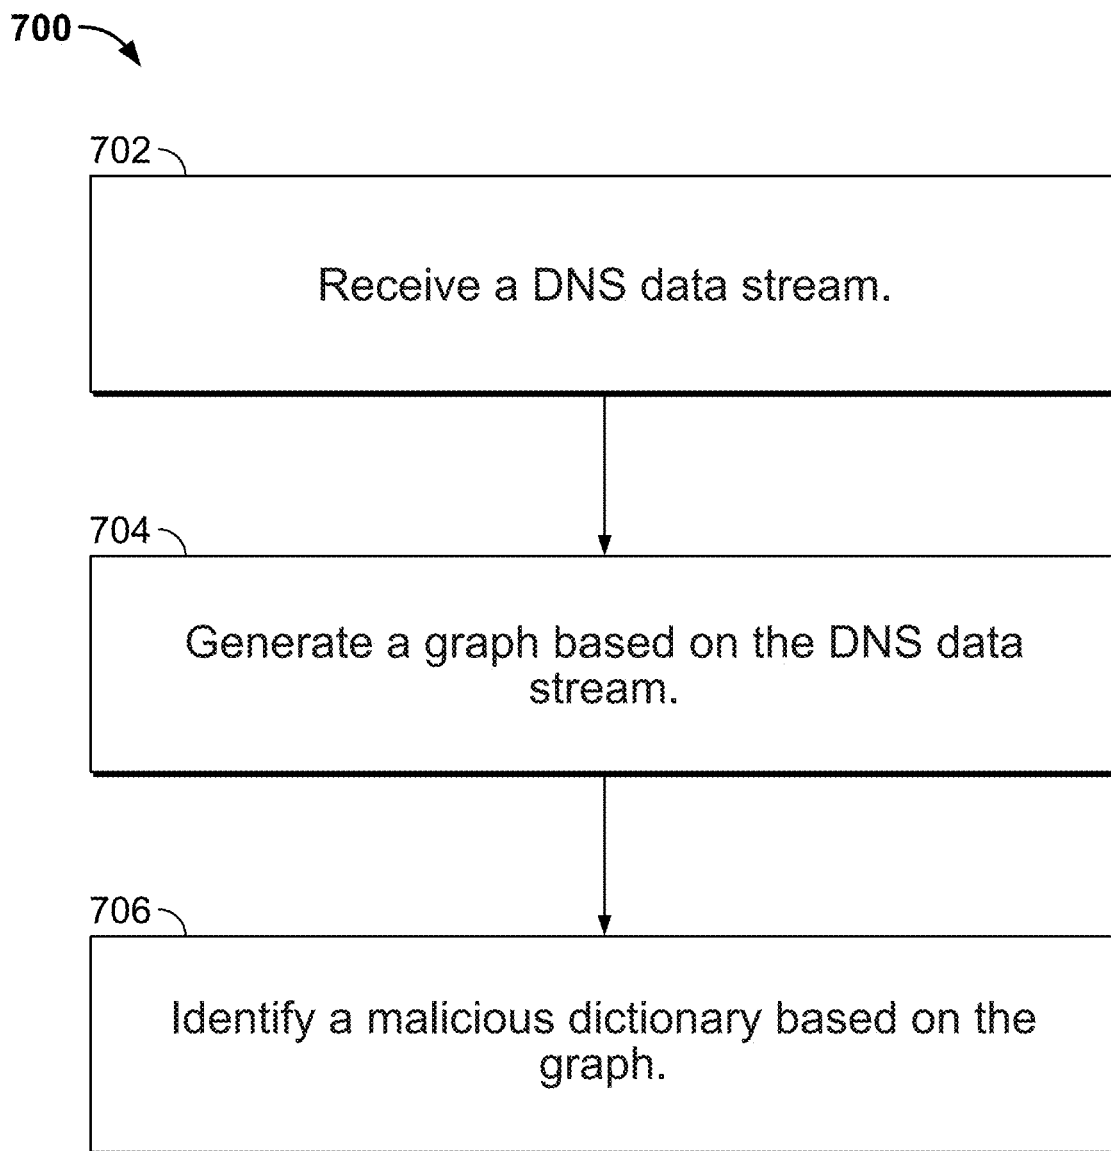 700
702
Receive a DNS data stream.
704
Generate a graph based on the DNS data
stream.
706
Identify a malicious dictionary based on the
graph.